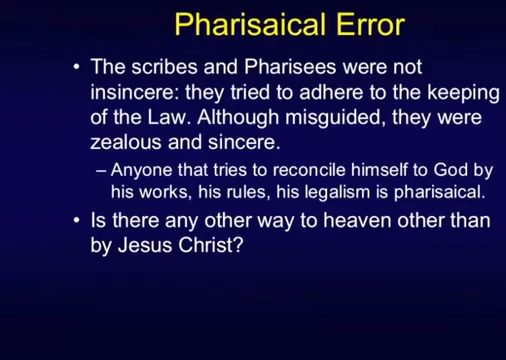 Pharisaical Error
• The scribes and Pharisees were not
insincere: they tried to adhere to the keeping
of the Law. Although misguided, they were
zealous and sincere.
– Anyone that tries to reconcile himself to God by
his works, his rules, his legalism is pharisaical.
• Is there any other way to heaven other than
by Jesus Christ?